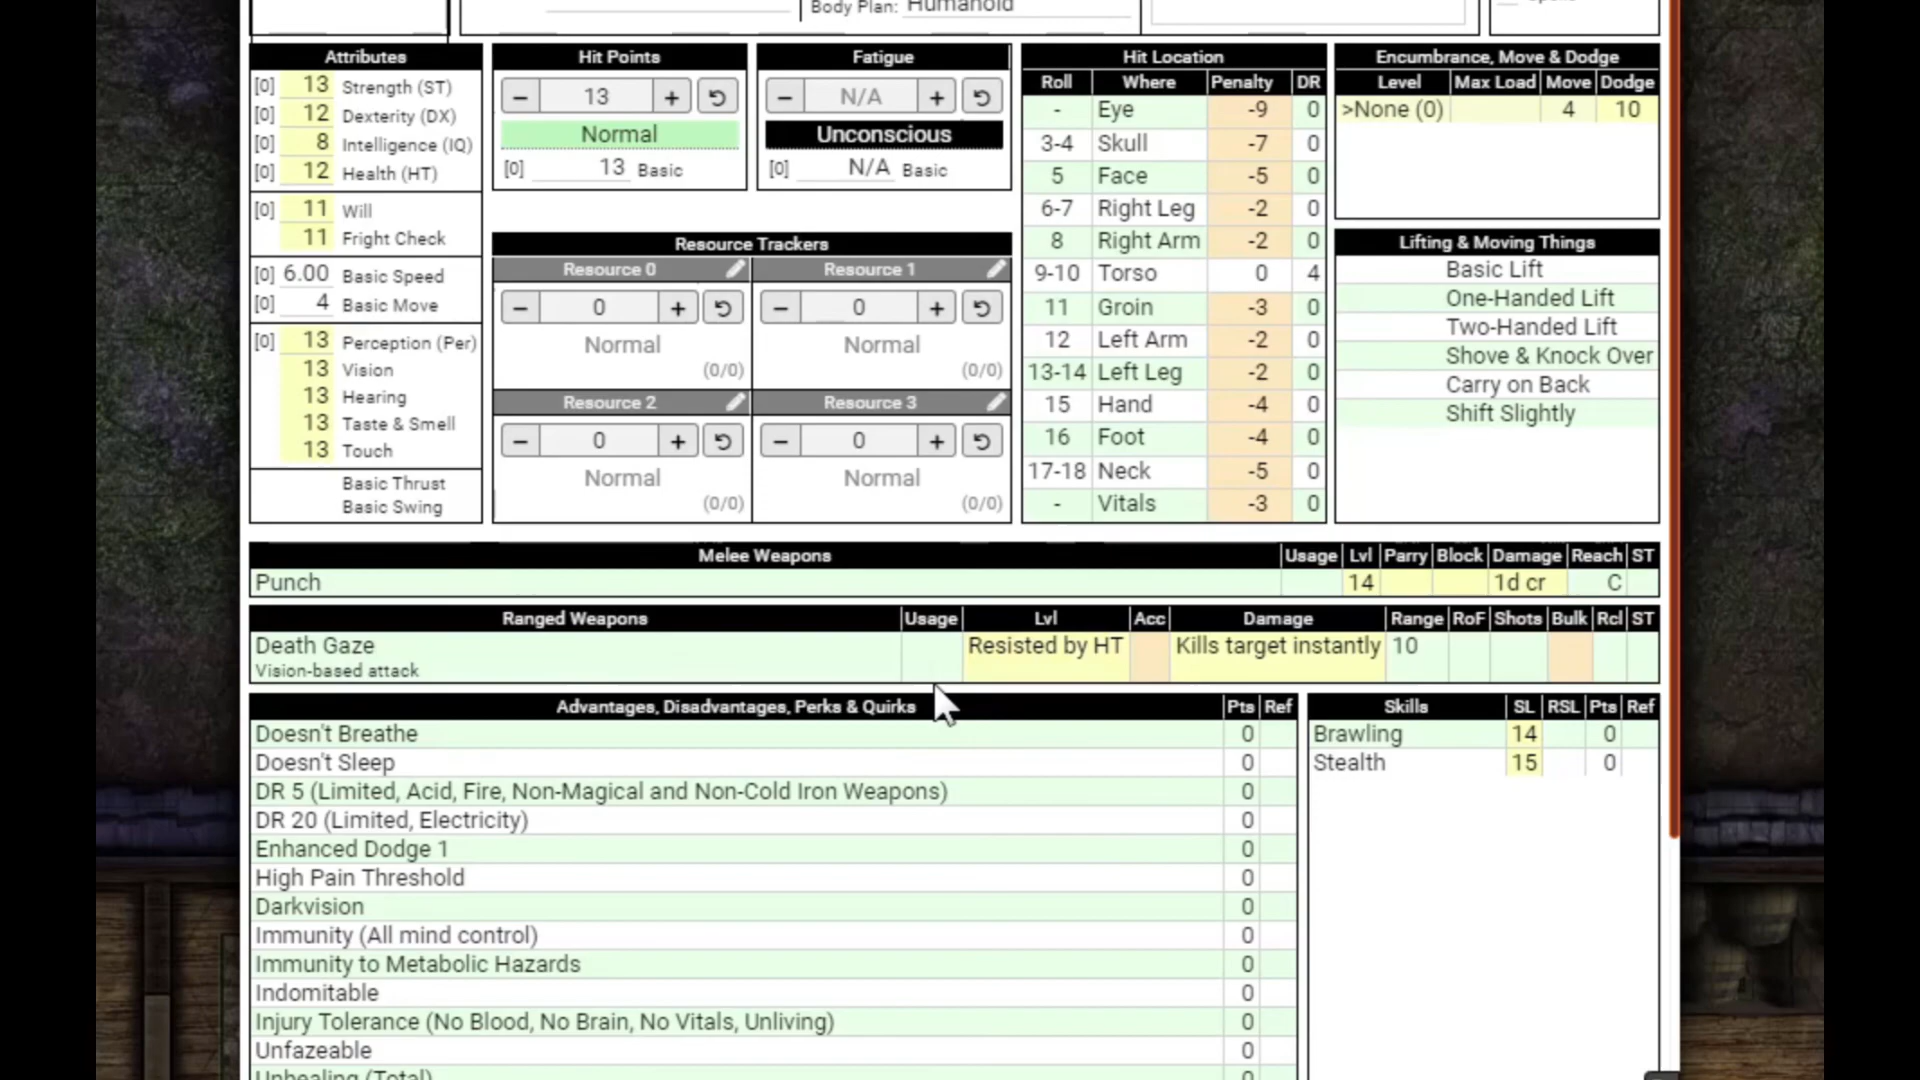 Body Plan: Humanoid
Attributes
[0] 13 Strength (ST)
[0] 12 Dexterity (DX)
[0] 8 Intelligence (IQ)
[0] 12 Health (HT)
[0] 11 Will
11 Fright Check
[0] 6.00 Basic Speed
[0] 4 Basic Move
[0] 13 Perception (Per)
13 Vision
13 Hearing
13 Taste & Smell
13 Touch
Basic Thrust
Basic Swing
Hit Points
− 13 +
Normal
[0] 13 Basic
Fatigue
− N/A +
Unconscious
[0] N/A Basic
Resource Trackers
Resource 0
− 0 +
Normal
(0/0)
Resource 1
− 0 +
Normal
(0/0)
Resource 2
− 0 +
Normal
(0/0)
Resource 3
− 0 +
Normal
(0/0)
Hit Location
Roll Where Penalty DR
- Eye -9 0
3-4 Skull -7 0
5 Face -5 0
6-7 Right Leg -2 0
8 Right Arm -2 0
9-10 Torso 0 4
11 Groin -3 0
12 Left Arm -2 0
13-14 Left Leg -2 0
15 Hand -4 0
16 Foot -4 0
17-18 Neck -5 0
- Vitals -3 0
Encumbrance, Move & Dodge
Level Max Load Move Dodge
>None (0) 4 10
Lifting & Moving Things
Basic Lift
One-Handed Lift
Two-Handed Lift
Shove & Knock Over
Carry on Back
Shift Slightly
Melee Weapons Usage Lvl Parry Block Damage Reach ST
Punch 14 1d cr C
Ranged Weapons Usage Lvl Acc Damage Range RoF Shots Bulk Rcl ST
Death Gaze Resisted by HT Kills target instantly 10
Vision-based attack
Advantages, Disadvantages, Perks & Quirks Pts Ref
Doesn't Breathe 0
Doesn't Sleep 0
DR 5 (Limited, Acid, Fire, Non-Magical and Non-Cold Iron Weapons) 0
DR 20 (Limited, Electricity) 0
Enhanced Dodge 1 0
High Pain Threshold 0
Darkvision 0
Immunity (All mind control) 0
Immunity to Metabolic Hazards 0
Indomitable 0
Injury Tolerance (No Blood, No Brain, No Vitals, Unliving) 0
Unfazeable 0
Unhealing (Total) 0
Skills SL RSL Pts Ref
Brawling 14 0
Stealth 15 0